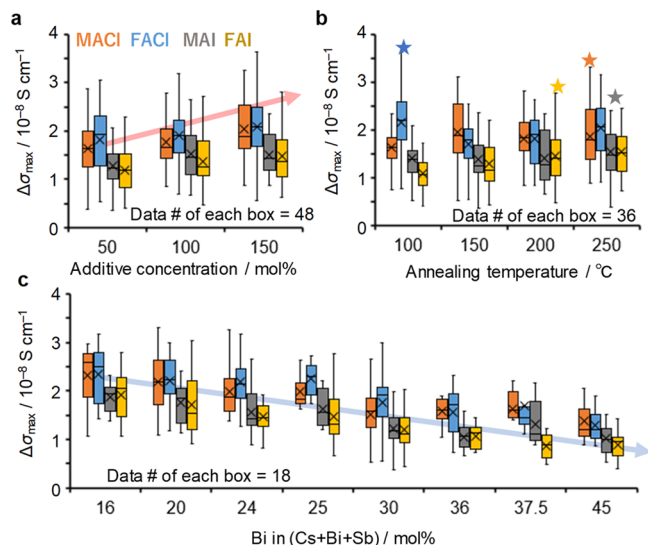 a
MACl FACl MAI FAI
Δσmax / 10⁻⁸ S cm⁻¹
4
3
2
1
0
Data # of each box = 48
50 100 150
Additive concentration / mol%
b
Δσmax / 10⁻⁸ S cm⁻¹
4
3
2
1
0
Data # of each box = 36
100 150 200 250
Annealing temperature / °C
c
Δσmax / 10⁻⁸ S cm⁻¹
4
3
2
1
0
Data # of each box = 18
16 20 24 25 30 36 37.5 45
Bi in (Cs+Bi+Sb) / mol%